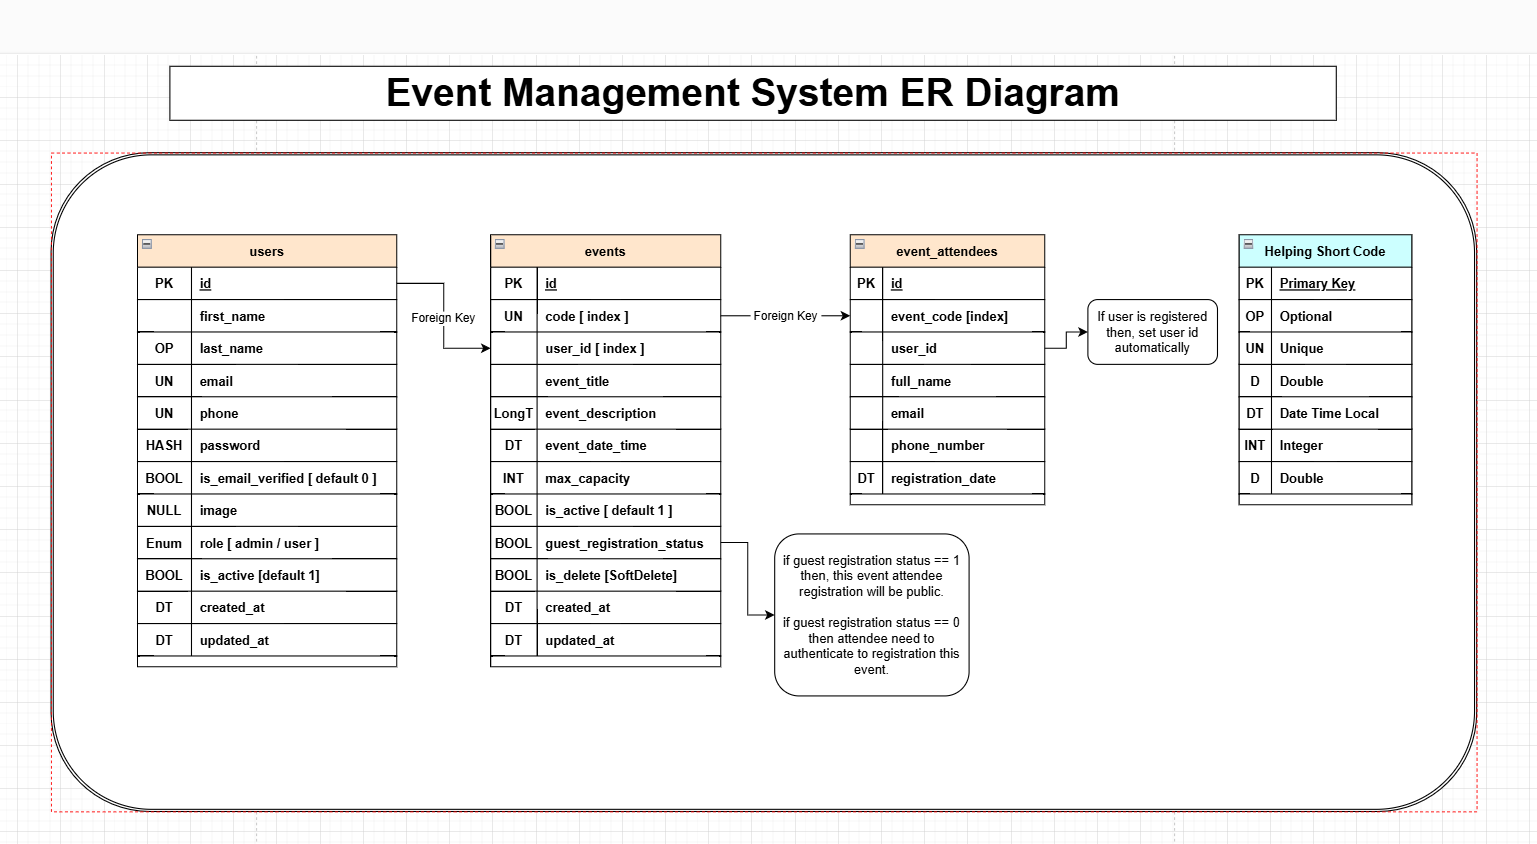 Event Management System ER Diagram
users
PK id
first_name
OP last_name
UN email
UN phone
HASH password
BOOL is_email_verified [ default 0 ]
NULL image
Enum role [ admin / user ]
BOOL is_active [default 1]
DT created_at
DT updated_at
Foreign Key
events
PK id
UN code [ index ]
user_id [ index ]
event_title
LongT event_description
DT event_date_time
INT max_capacity
BOOL is_active [ default 1 ]
BOOL guest_registration_status
BOOL is_delete [SoftDelete]
DT created_at
DT updated_at
Foreign Key
if guest registration status == 1
then, this event attendee
registration will be public.
if guest registration status == 0
then attendee need to
authenticate to registration this
event.
event_attendees
PK id
event_code [index]
user_id
full_name
email
phone_number
DT registration_date
If user is registered
then, set user id
automatically
Helping Short Code
PK Primary Key
OP Optional
UN Unique
D Double
DT Date Time Local
INT Integer
D Double